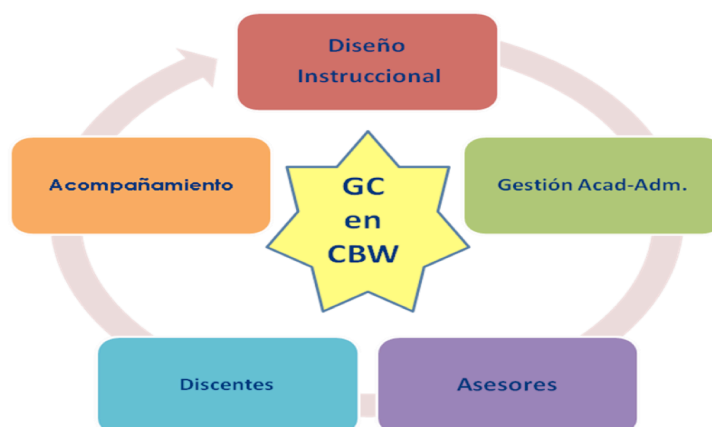 Diseño
Instruccional
Acompañamiento
GC
en
CBW
Gestión Acad-Adm.
Discentes
Asesores